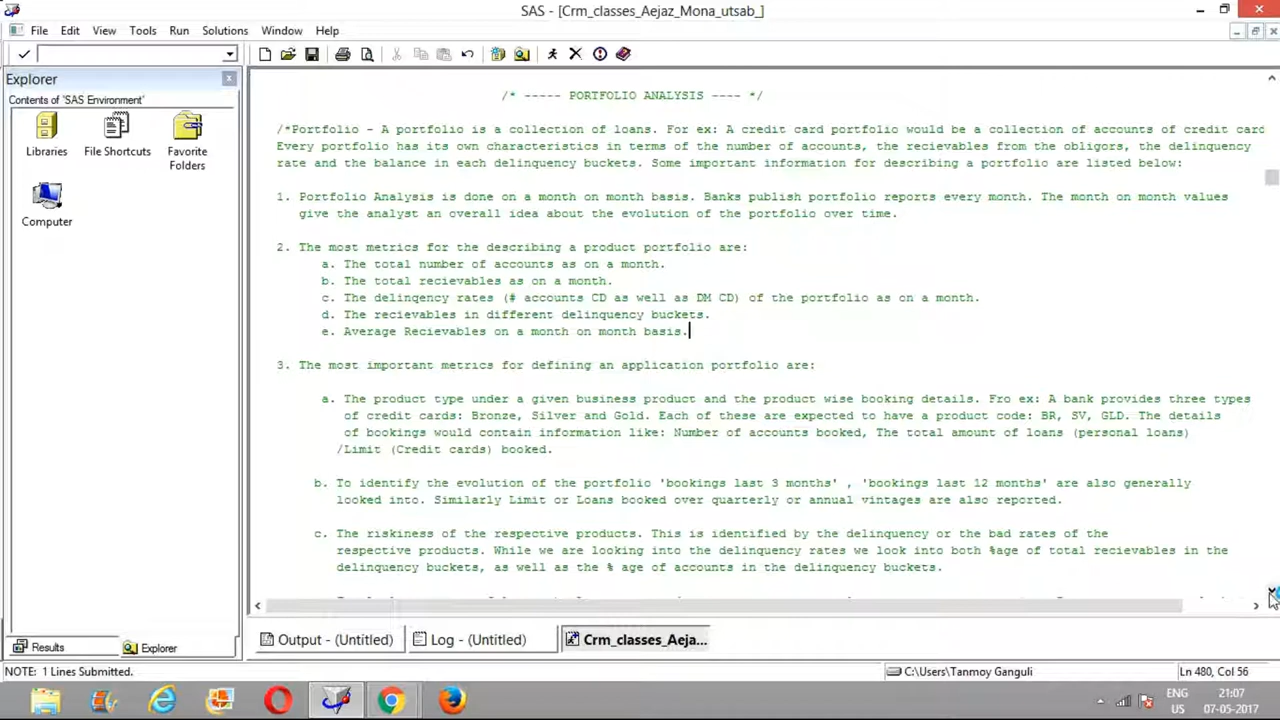 SAS - [Crm_classes_Aejaz_Mona_utsab_]
File Edit View Tools Run Solutions Window Help
Explorer
Contents of 'SAS Environment'
Libraries
File Shortcuts
Favorite Folders
Computer
/* ----- PORTFOLIO ANALYSIS ---- */
/*Portfolio - A portfolio is a collection of loans. For ex: A credit card portfolio would be a collection of accounts of credit card
Every portfolio has its own characteristics in terms of the number of accounts, the recievables from the obligors, the delinquency
rate and the balance in each delinquency buckets. Some important information for describing a portfolio are listed below:
1. Portfolio Analysis is done on a month on month basis. Banks publish portfolio reports every month. The month on month values
give the analyst an overall idea about the evolution of the portfolio over time.
2. The most metrics for the describing a product portfolio are:
a. The total number of accounts as on a month.
b. The total recievables as on a month.
c. The delinqency rates (# accounts CD as well as DM CD) of the portfolio as on a month.
d. The recievables in different delinquency buckets.
e. Average Recievables on a month on month basis.
3. The most important metrics for defining an application portfolio are:
a. The product type under a given business product and the product wise booking details. Fro ex: A bank provides three types
of credit cards: Bronze, Silver and Gold. Each of these are expected to have a product code: BR, SV, GLD. The details
of bookings would contain information like: Number of accounts booked, The total amount of loans (personal loans)
/Limit (Credit cards) booked.
b. To identify the evolution of the portfolio 'bookings last 3 months' , 'bookings last 12 months' are also generally
looked into. Similarly Limit or Loans booked over quarterly or annual vintages are also reported.
c. The riskiness of the respective products. This is identified by the delinquency or the bad rates of the
respective products. While we are looking into the delinquency rates we look into both %age of total recievables in the
delinquency buckets, as well as the % age of accounts in the delinquency buckets.
Results
Explorer
Output - (Untitled)
Log - (Untitled)
Crm_classes_Aeja...
NOTE: 1 Lines Submitted.
C:\Users\Tanmoy Ganguli
Ln 480, Col 56
ENG
US
21:07
07-05-2017